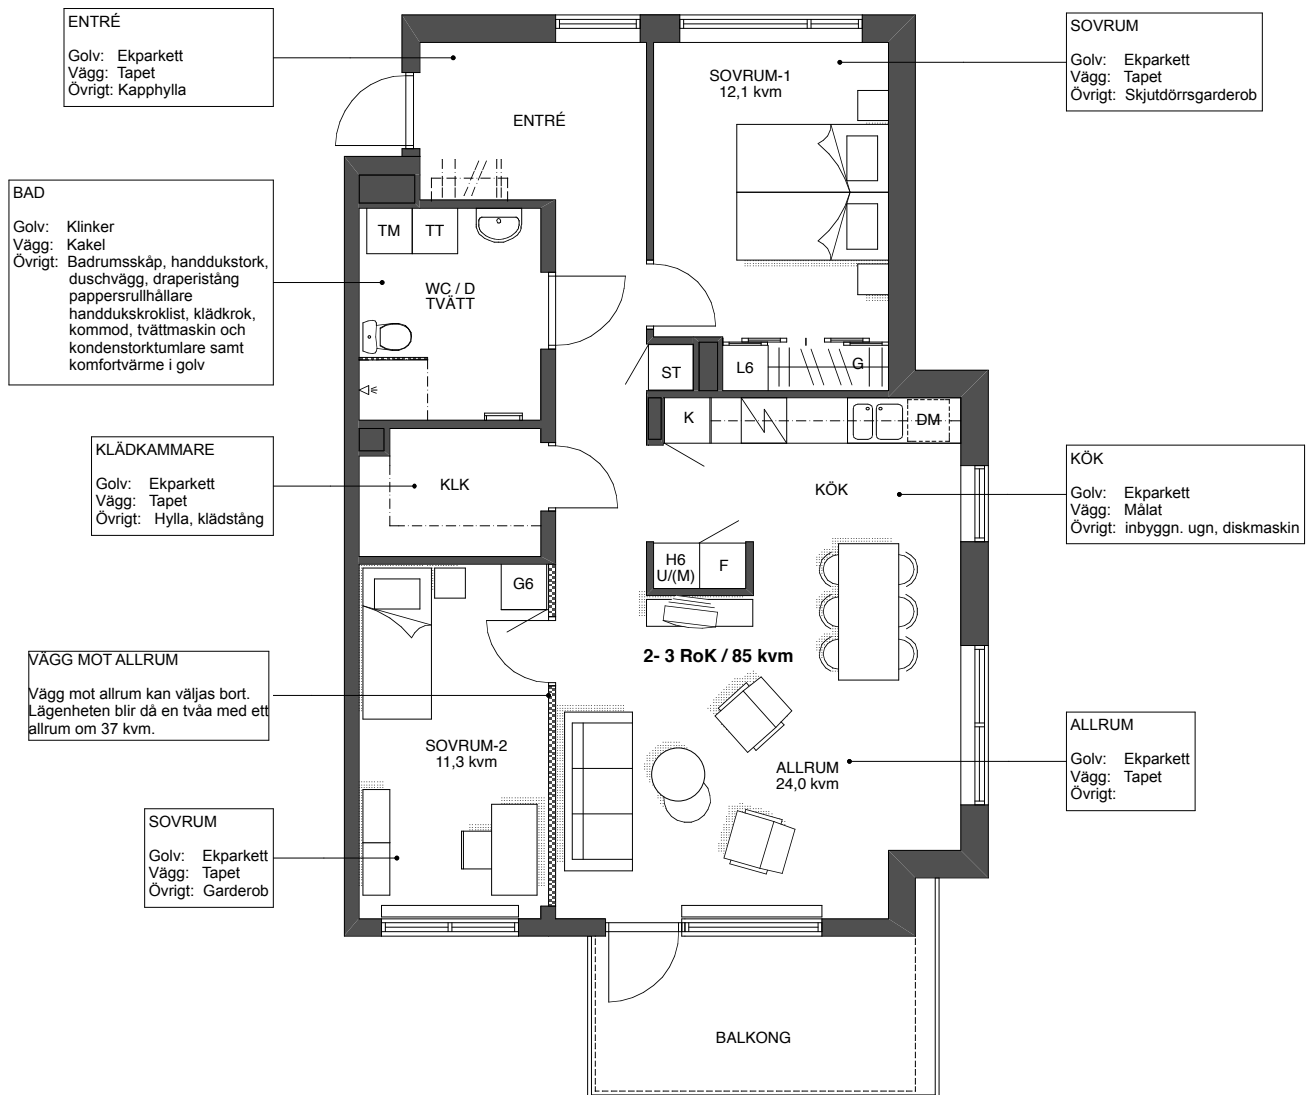 ENTRÉ
Golv: Ekparkett
Vägg: Tapet
Övrigt: Kapphylla
SOVRUM
Golv: Ekparkett
Vägg: Tapet
Övrigt: Skjutdörrsgarderob
SOVRUM-1
12,1 kvm
ENTRÉ
BAD
Golv: Klinker
Vägg: Kakel
Övrigt: Badrumsskåp, handdukstork,
duschvägg, draperistång
pappersrullhållare
handdukskroklist, klädkrok,
kommod, tvättmaskin och
kondenstorktumlare samt
komfortvärme i golv
TM
TT
WC / D
TVÄTT
ST
L6
G
K
DM
KLÄDKAMMARE
Golv: Ekparkett
Vägg: Tapet
Övrigt: Hylla, klädstång
KLK
KÖK
KÖK
Golv: Ekparkett
Vägg: Målat
Övrigt: inbyggn. ugn, diskmaskin
H6
U/(M)
F
G6
2- 3 RoK / 85 kvm
VÄGG MOT ALLRUM
Vägg mot allrum kan väljas bort.
Lägenheten blir då en tvåa med ett
allrum om 37 kvm.
SOVRUM-2
11,3 kvm
ALLRUM
24,0 kvm
ALLRUM
Golv: Ekparkett
Vägg: Tapet
Övrigt:
SOVRUM
Golv: Ekparkett
Vägg: Tapet
Övrigt: Garderob
BALKONG